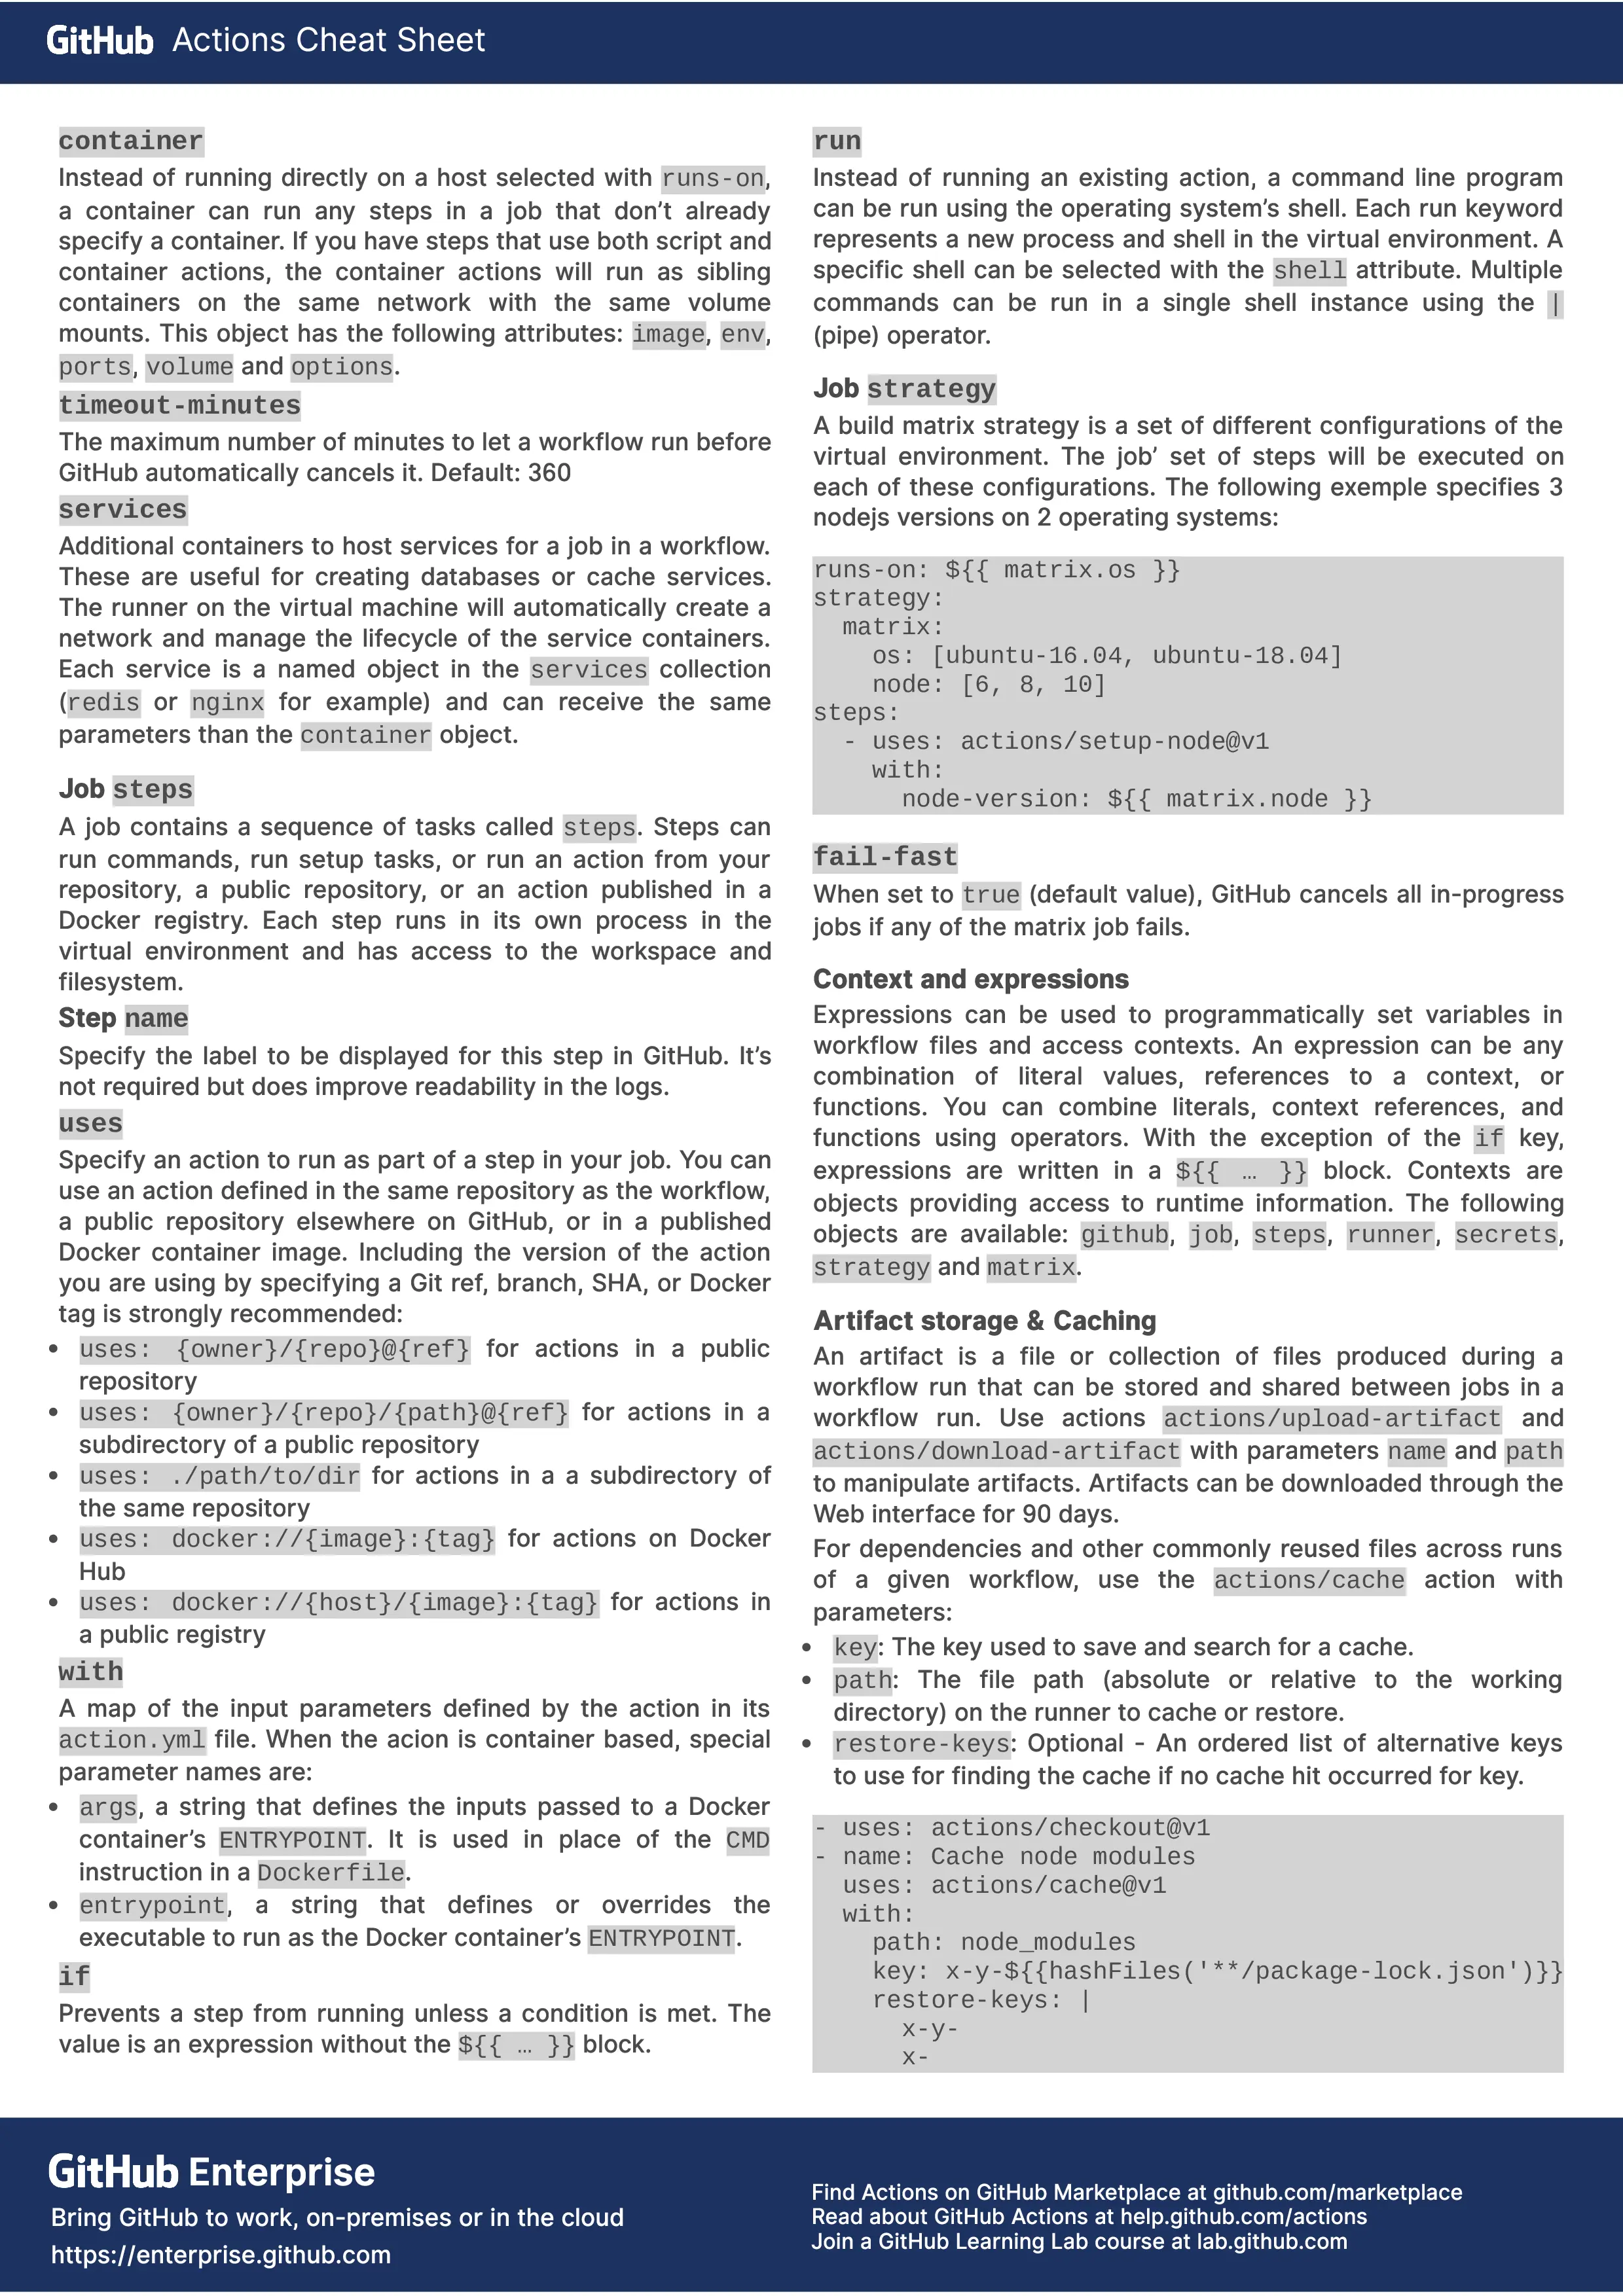 GitHub Actions Cheat Sheet
container
Instead of running directly on a host selected with runs-on,
a container can run any steps in a job that don’t already
specify a container. If you have steps that use both script and
container actions, the container actions will run as sibling
containers on the same network with the same volume
mounts. This object has the following attributes: image, env,
ports, volume and options.
timeout-minutes
The maximum number of minutes to let a workflow run before
GitHub automatically cancels it. Default: 360
services
Additional containers to host services for a job in a workflow.
These are useful for creating databases or cache services.
The runner on the virtual machine will automatically create a
network and manage the lifecycle of the service containers.
Each service is a named object in the services collection
(redis or nginx for example) and can receive the same
parameters than the container object.
Job steps
A job contains a sequence of tasks called steps. Steps can
run commands, run setup tasks, or run an action from your
repository, a public repository, or an action published in a
Docker registry. Each step runs in its own process in the
virtual environment and has access to the workspace and
filesystem.
Step name
Specify the label to be displayed for this step in GitHub. It’s
not required but does improve readability in the logs.
uses
Specify an action to run as part of a step in your job. You can
use an action defined in the same repository as the workflow,
a public repository elsewhere on GitHub, or in a published
Docker container image. Including the version of the action
you are using by specifying a Git ref, branch, SHA, or Docker
tag is strongly recommended:
• uses: {owner}/{repo}@{ref} for actions in a public
repository
• uses: {owner}/{repo}/{path}@{ref} for actions in a
subdirectory of a public repository
• uses: ./path/to/dir for actions in a a subdirectory of
the same repository
• uses: docker://{image}:{tag} for actions on Docker
Hub
• uses: docker://{host}/{image}:{tag} for actions in
a public registry
with
A map of the input parameters defined by the action in its
action.yml file. When the acion is container based, special
parameter names are:
• args, a string that defines the inputs passed to a Docker
container’s ENTRYPOINT. It is used in place of the CMD
instruction in a Dockerfile.
• entrypoint, a string that defines or overrides the
executable to run as the Docker container’s ENTRYPOINT.
if
Prevents a step from running unless a condition is met. The
value is an expression without the ${{ … }} block.
run
Instead of running an existing action, a command line program
can be run using the operating system’s shell. Each run keyword
represents a new process and shell in the virtual environment. A
specific shell can be selected with the shell attribute. Multiple
commands can be run in a single shell instance using the |
(pipe) operator.
Job strategy
A build matrix strategy is a set of different configurations of the
virtual environment. The job’ set of steps will be executed on
each of these configurations. The following exemple specifies 3
nodejs versions on 2 operating systems:
runs-on: ${{ matrix.os }}
strategy:
  matrix:
    os: [ubuntu-16.04, ubuntu-18.04]
    node: [6, 8, 10]
steps:
  - uses: actions/setup-node@v1
    with:
      node-version: ${{ matrix.node }}
fail-fast
When set to true (default value), GitHub cancels all in-progress
jobs if any of the matrix job fails.
Context and expressions
Expressions can be used to programmatically set variables in
workflow files and access contexts. An expression can be any
combination of literal values, references to a context, or
functions. You can combine literals, context references, and
functions using operators. With the exception of the if key,
expressions are written in a ${{ … }} block. Contexts are
objects providing access to runtime information. The following
objects are available: github, job, steps, runner, secrets,
strategy and matrix.
Artifact storage & Caching
An artifact is a file or collection of files produced during a
workflow run that can be stored and shared between jobs in a
workflow run. Use actions actions/upload-artifact and
actions/download-artifact with parameters name and path
to manipulate artifacts. Artifacts can be downloaded through the
Web interface for 90 days.
For dependencies and other commonly reused files across runs
of a given workflow, use the actions/cache action with
parameters:
• key: The key used to save and search for a cache.
• path: The file path (absolute or relative to the working
directory) on the runner to cache or restore.
• restore-keys: Optional - An ordered list of alternative keys
to use for finding the cache if no cache hit occurred for key.
- uses: actions/checkout@v1
- name: Cache node modules
  uses: actions/cache@v1
  with:
    path: node_modules
    key: x-y-${{hashFiles('**/package-lock.json')}}
    restore-keys: |
      x-y-
      x-
GitHub Enterprise
Bring GitHub to work, on-premises or in the cloud
https://enterprise.github.com
Find Actions on GitHub Marketplace at github.com/marketplace
Read about GitHub Actions at help.github.com/actions
Join a GitHub Learning Lab course at lab.github.com